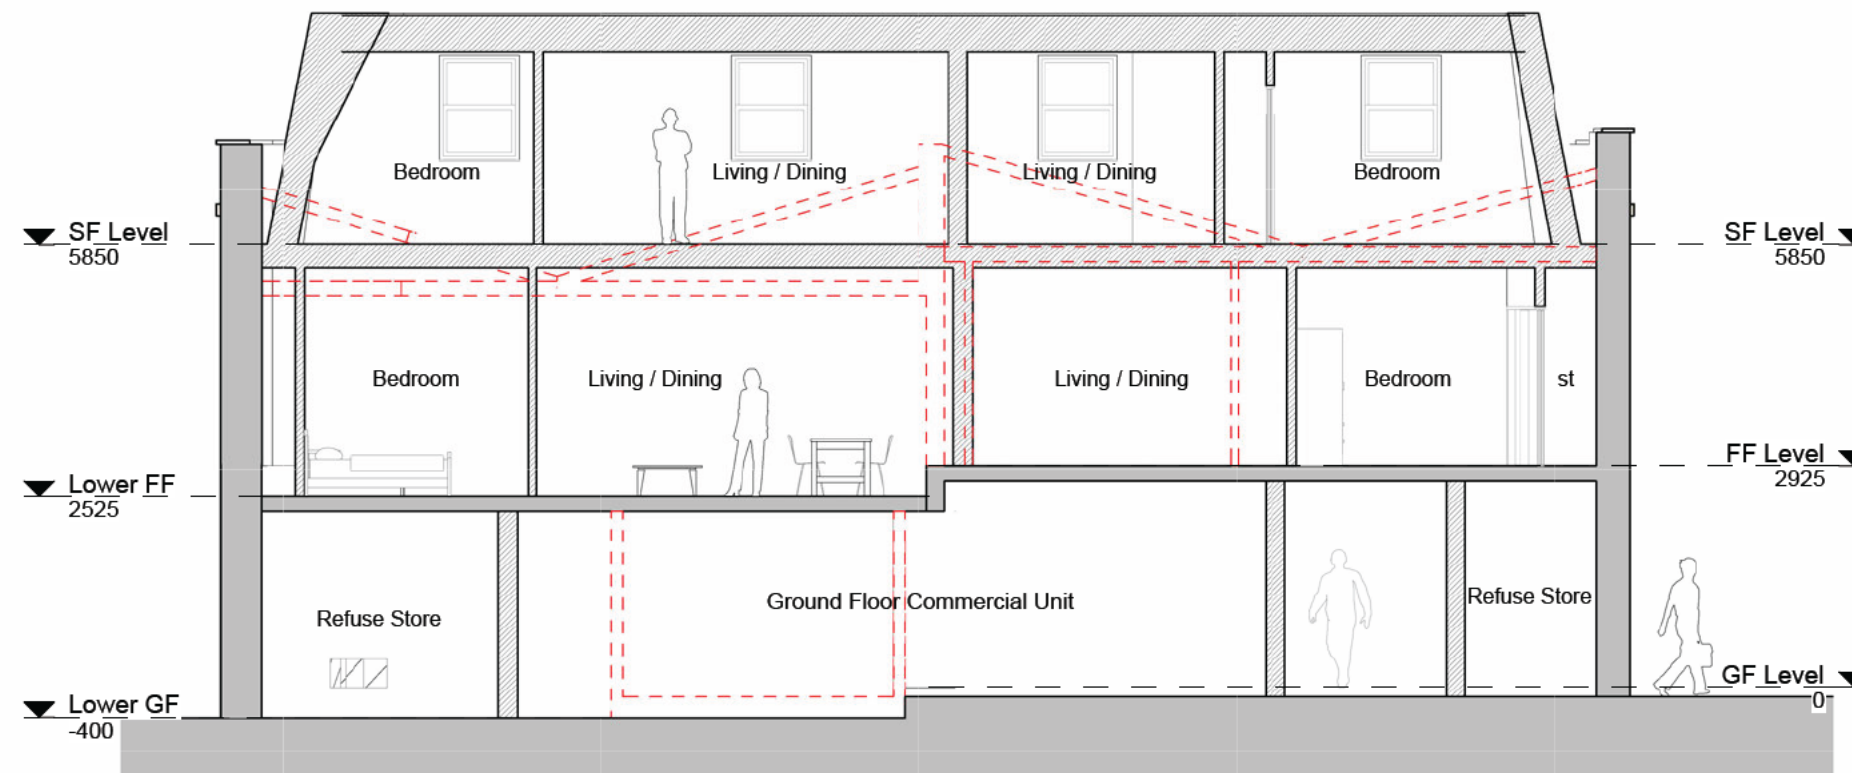 Bedroom
Living / Dining
Living / Dining
Bedroom
SF Level
5850
SF Level
5850
Bedroom
Living / Dining
Living / Dining
Bedroom
st
Lower FF
2525
FF Level
2925
Refuse Store
Ground Floor Commercial Unit
Refuse Store
Lower GF
-400
GF Level
0